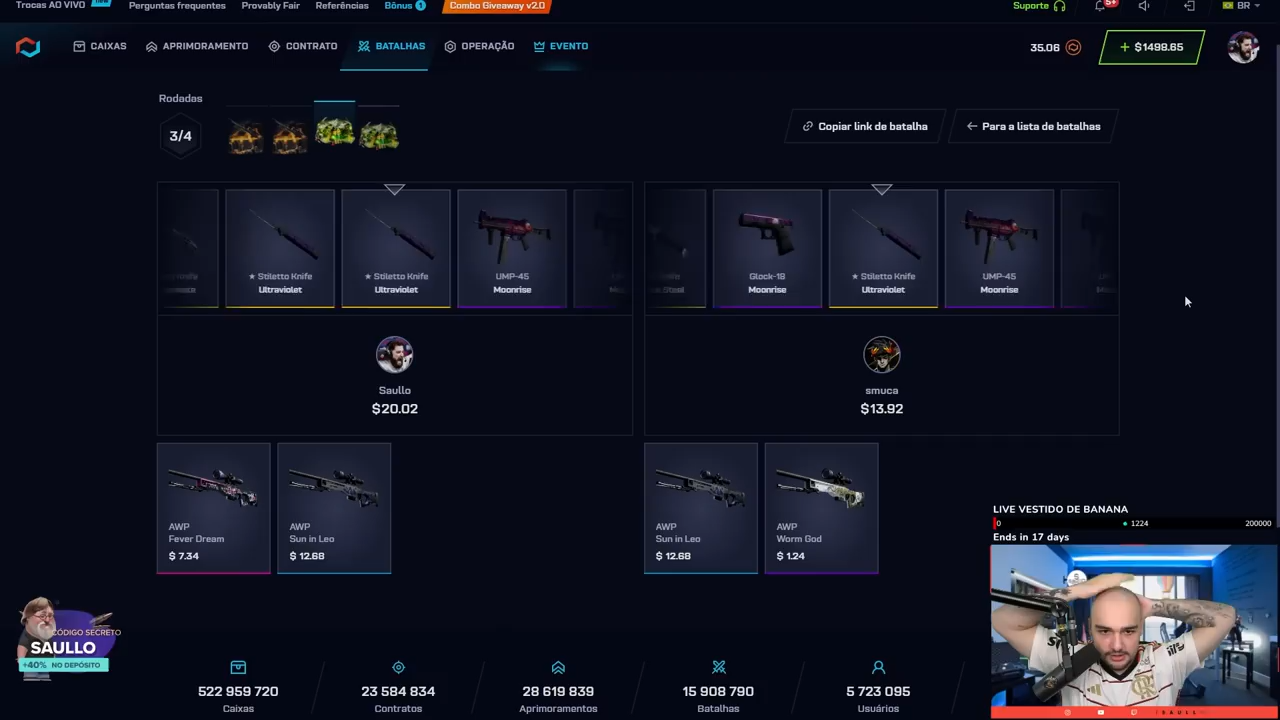 Trocas AO VIVO
Perguntas frequentes
Provably Fair
Referências
Bônus 1
Combo Giveaway v2.0
Suporte
5+
BR
CAIXAS
APRIMORAMENTO
CONTRATO
BATALHAS
OPERAÇÃO
EVENTO
35.06
+ $1498.65
Rodadas
3/4
Copiar link de batalha
Para a lista de batalhas
★ Stiletto Knife
Ultraviolet
★ Stiletto Knife
Ultraviolet
UMP-45
Moonrise
Glock-18
Moonrise
★ Stiletto Knife
Ultraviolet
UMP-45
Moonrise
Saullo
$20.02
smuca
$13.92
AWP
Fever Dream
$ 7.34
AWP
Sun in Leo
$ 12.68
AWP
Sun in Leo
$ 12.68
AWP
Worm God
$ 1.24
LIVE VESTIDO DE BANANA
0
1224
200000
Ends in 17 days
CÓDIGO SECRETO
SAULLO
+40% NO DEPÓSITO
522 959 720
Caixas
23 584 834
Contratos
28 619 839
Aprimoramentos
15 908 790
Batalhas
5 723 095
Usuários